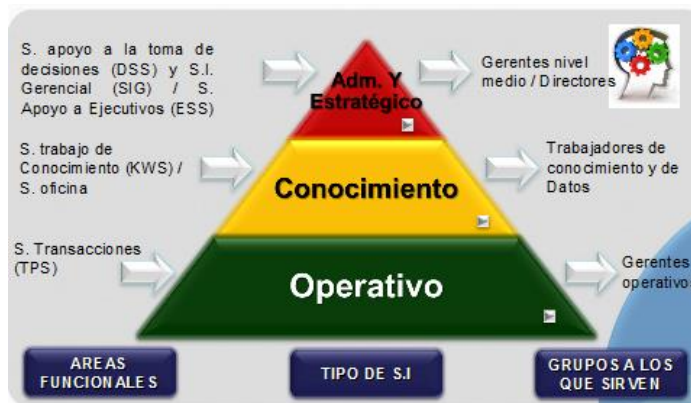 S. apoyo a la toma de
decisiones (DSS) y S.I.
Gerencial (SIG) / S.
Apoyo a Ejecutivos (ESS)
Adm. Y
Estratégico
Gerentes nivel
medio / Directores
S. trabajo de
Conocimiento (KWS) /
S. oficina
Conocimiento
Trabajadores de
conocimiento y de
Datos
S. Transacciones
(TPS)
Operativo
Gerentes
operativos
AREAS
FUNCIONALES
TIPO DE S.I
GRUPOS A LOS
QUE SIRVEN